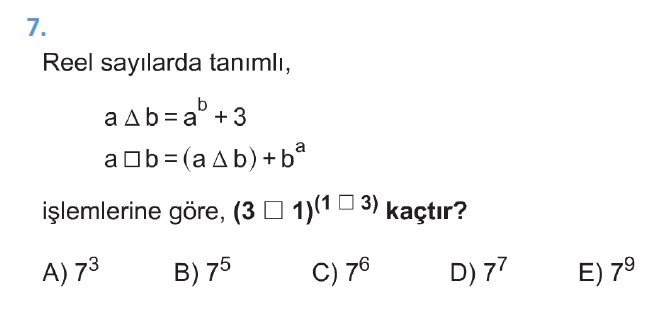 7.
Reel sayılarda tanımlı,
a △ b = a^b + 3
a □ b = (a △ b) + b^a
işlemlerine göre, (3 □ 1)^(1 □ 3) kaçtır?
A) 7^3 B) 7^5 C) 7^6 D) 7^7 E) 7^9